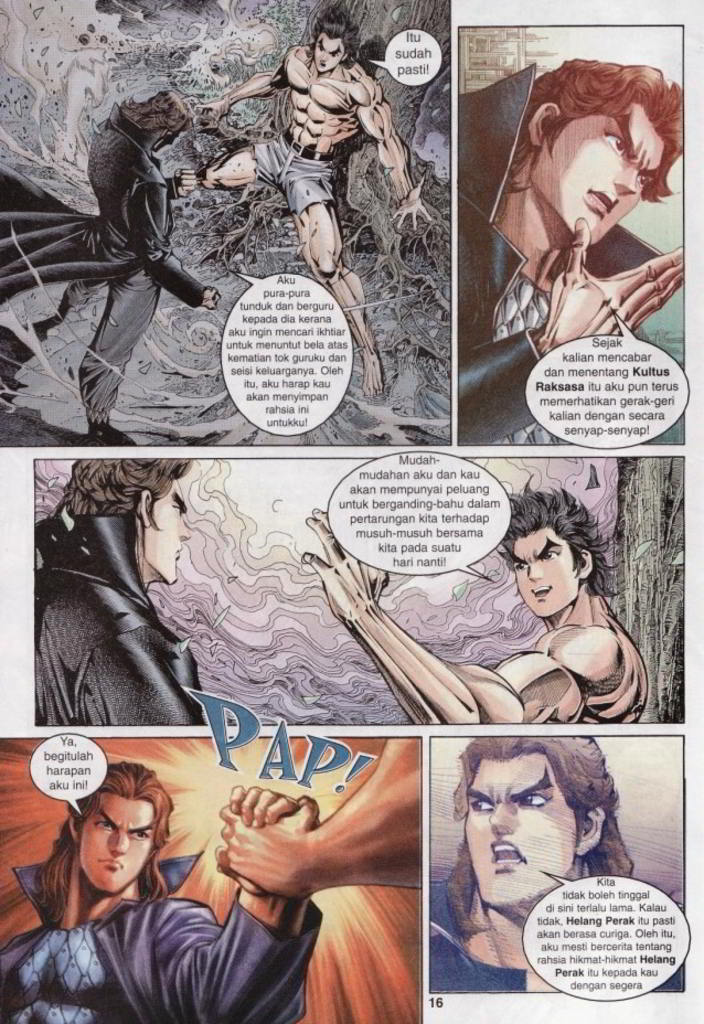 Itu
sudah
pasti!
Aku
pura-pura
tunduk dan berguru
kepada dia kerana
aku ingin mencari ikhtiar
untuk menuntut bela atas
kematian tok guruku dan
seisi keluarganya. Oleh
itu, aku harap kau
akan menyimpan
rahsia ini
untukku!
Sejak
kalian mencabar
dan menentang Kultus
Raksasa itu aku pun terus
memerhatikan gerak-geri
kalian dengan secara
senyap-senyap!
Mudah-
mudahan aku dan kau
akan mempunyai peluang
untuk berganding-bahu dalam
pertarungan kita terhadap
musuh-musuh bersama
kita pada suatu
hari nanti!
Ya,
begitulah
harapan
aku ini!
PAP!
Kita
tidak boleh tinggal
di sini terlalu lama. Kalau
tidak, Helang Perak itu pasti
akan berasa curiga. Oleh itu,
aku mesti bercerita tentang
rahsia hikmat-hikmat Helang
Perak itu kepada kau
dengan segera
16